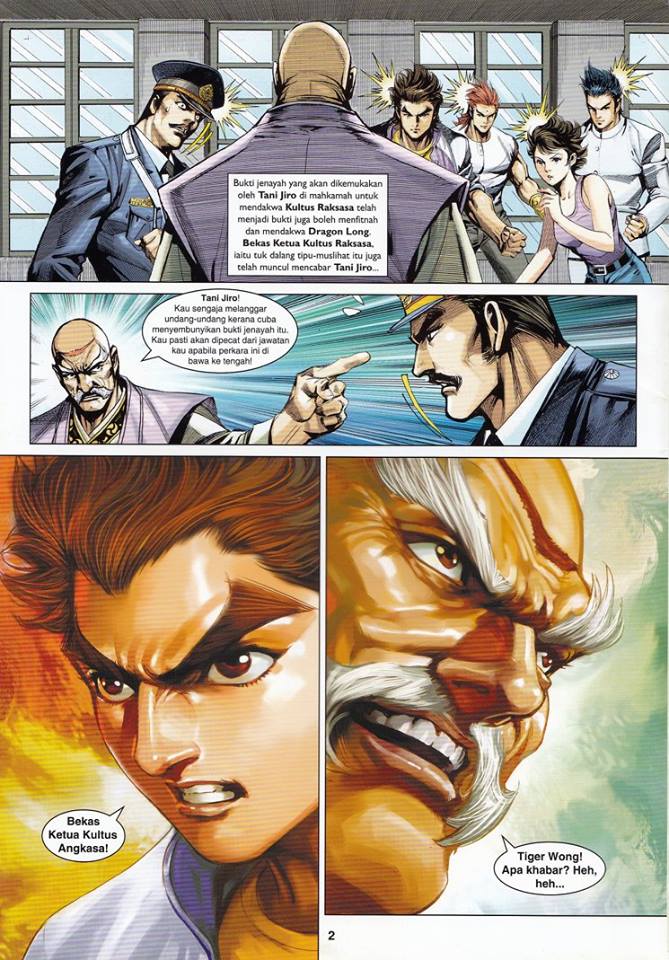 Bukti jenayah yang akan dikemukakan
oleh Tani Jiro di mahkamah untuk
mendakwa Kultus Raksasa telah
menjadi bukti juga boleh menfitnah
dan mendakwa Dragon Long.
Bekas Ketua Kultus Raksasa,
iaitu tuk dalang tipu-muslihat itu juga
telah muncul mencabar Tani Jiro...
Tani Jiro!
Kau sengaja melanggar
undang-undang kerana cuba
menyembunyikan bukti jenayah itu.
Kau pasti akan dipecat dari jawatan
kau apabila perkara ini di
bawa ke tengah!
Bekas
Ketua Kultus
Angkasa!
Tiger Wong!
Apa khabar? Heh,
heh...
2